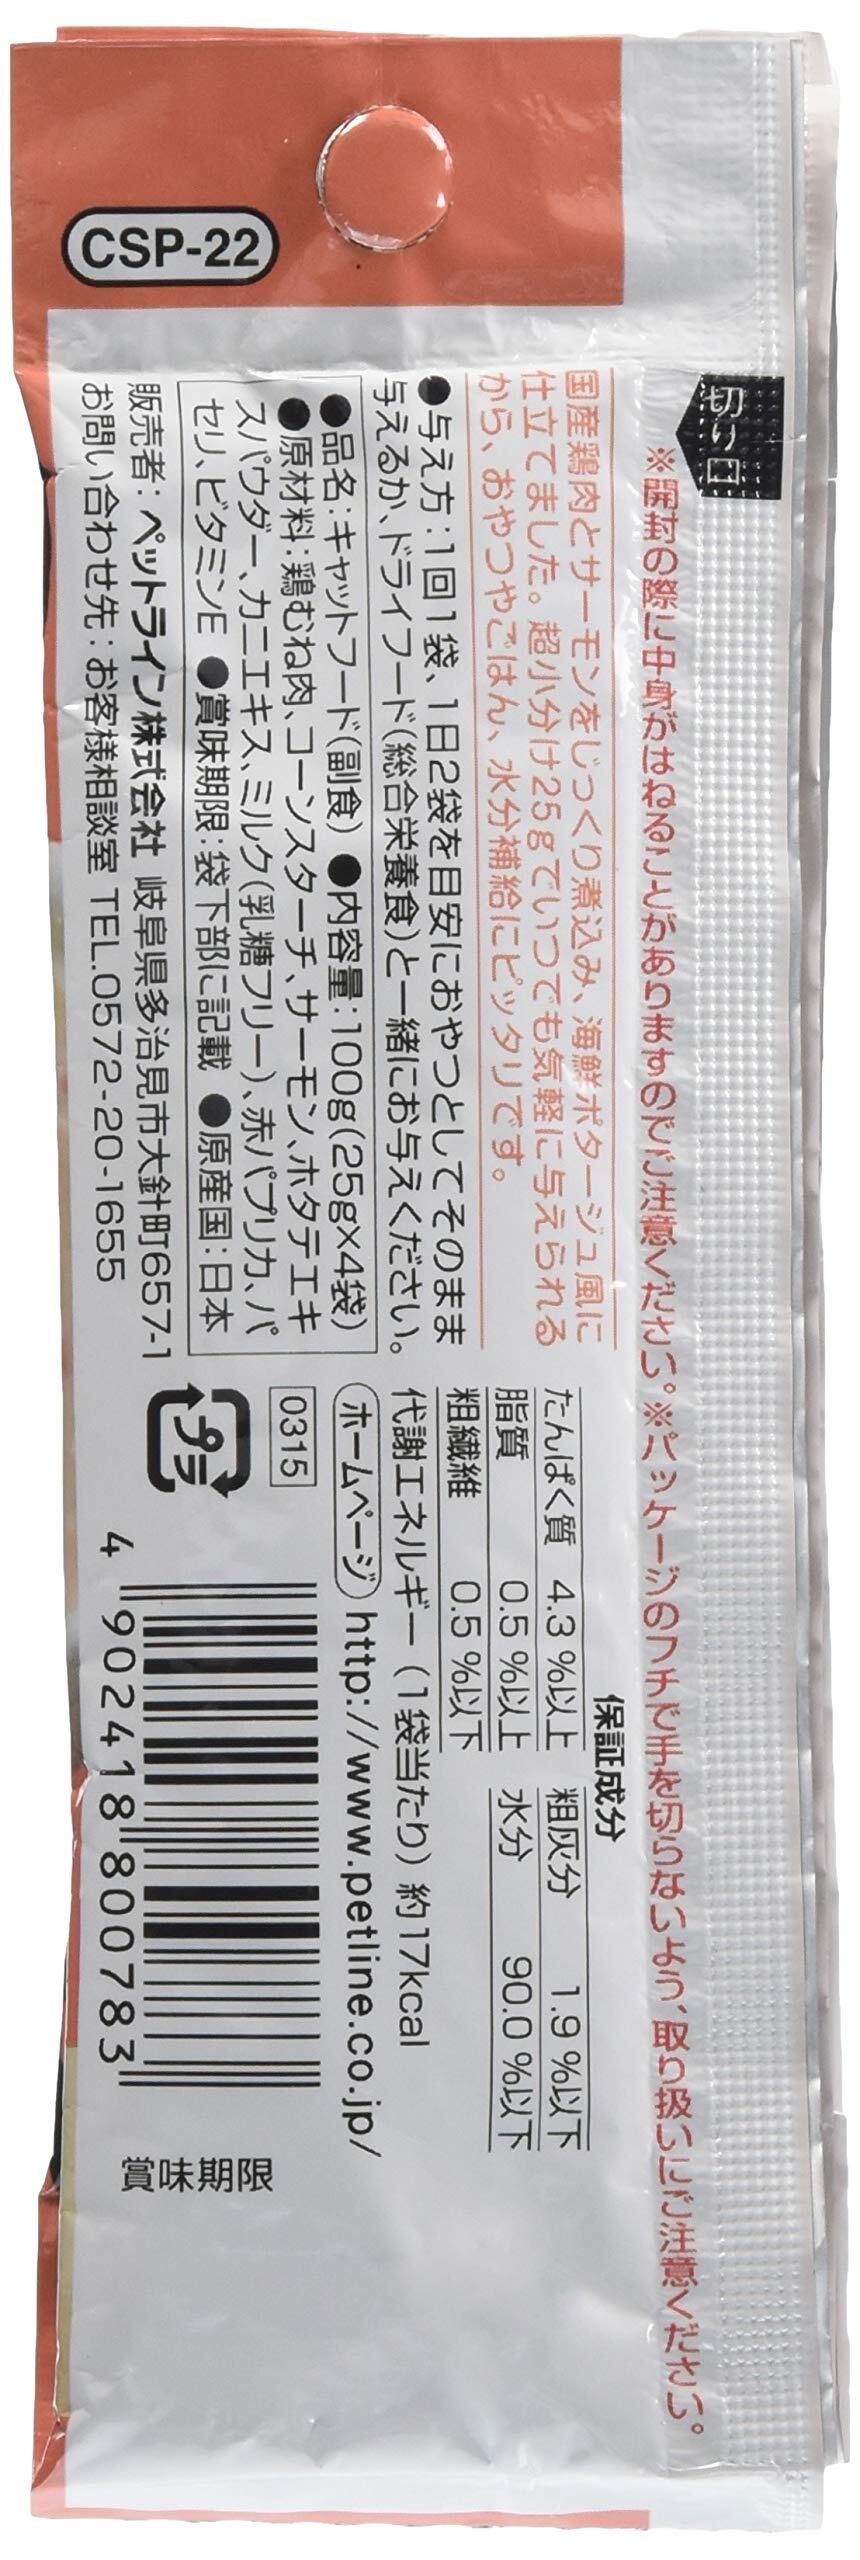 CSP-22
切り口
※開封の際に中身がはねることがありますのでご注意ください。※パッケージのフチで手を切らないよう、取り扱いにご注意ください。
国産鶏肉とサーモンをじっくり煮込み、海鮮ポタージュ風に
仕立てました。超小分け25gでいつでも気軽に与えられる
から、おやつやごはん、水分補給にピッタリです。
●与え方:1回1袋、1日2袋を目安におやつとしてそのまま
与えるか、ドライフード(総合栄養食)と一緒にお与えください。
●品名:キャットフード(副食) ●内容量:100g(25g×4袋)
●原材料:鶏むね肉、コーンスターチ、サーモン、ホタテエキ
スパウダー、カニエキス、ミルク(乳糖フリー)、赤パプリカ、パ
セリ、ビタミンE ●賞味期限:袋下部に記載 ●原産国:日本
販売者:ペットライン株式会社 岐阜県多治見市大針町657-1
お問い合わせ先:お客様相談室 TEL.0572-20-1655
保証成分
たんぱく質 4.3%以上 粗灰分 1.9%以下
脂質 0.5%以上 水分 90.0%以下
粗繊維 0.5%以下
代謝エネルギー(1袋当たり)約17kcal
ホームページ http://www.petline.co.jp/
0315
プラ
4 902418 800783
賞味期限